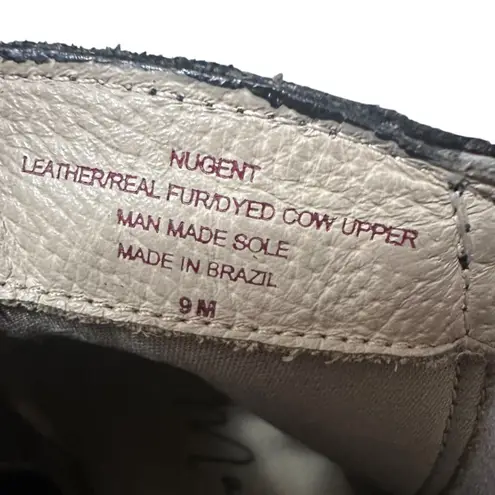 NUGENT
LEATHER/REAL FUR/DYED COW UPPER
MAN MADE SOLE
MADE IN BRAZIL
9 M